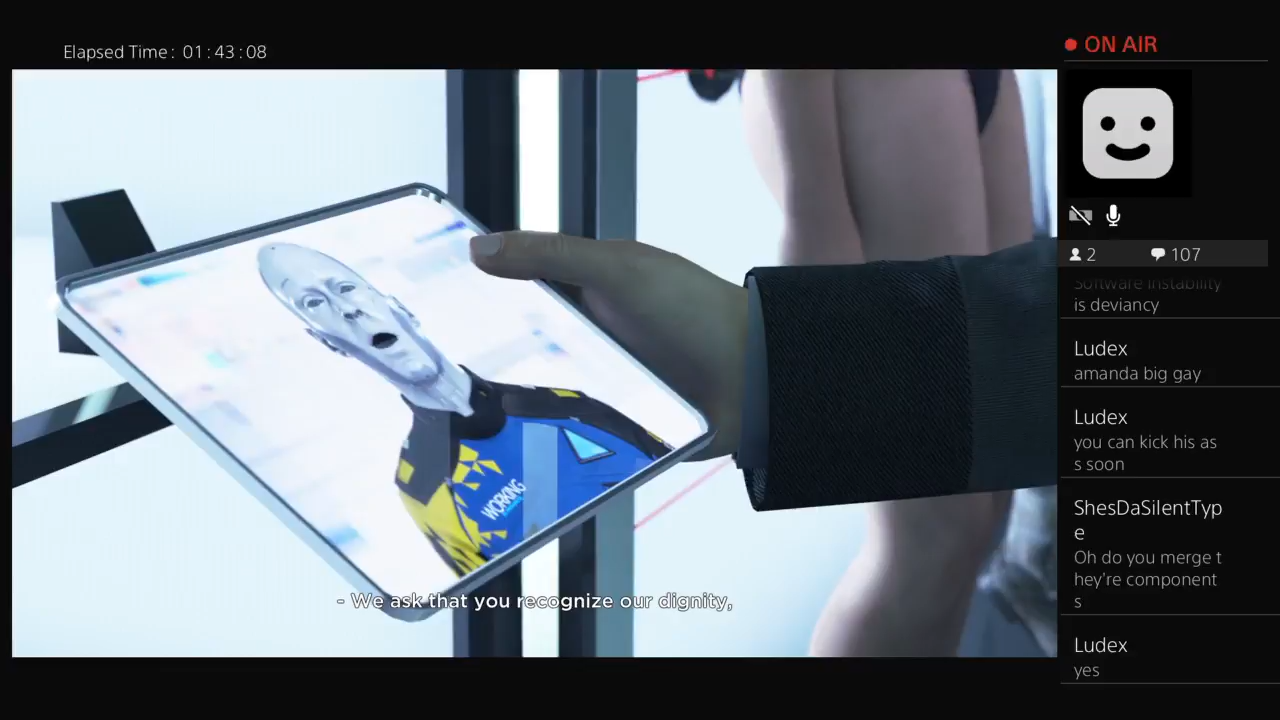 Elapsed Time: 01:43:08
ON AIR
2
107
Software instability
is deviancy
Ludex
amanda big gay
Ludex
you can kick his as
s soon
ShesDaSilentTyp
e
Oh do you merge t
hey're component
s
Ludex
yes
WORKING
- We ask that you recognize our dignity,